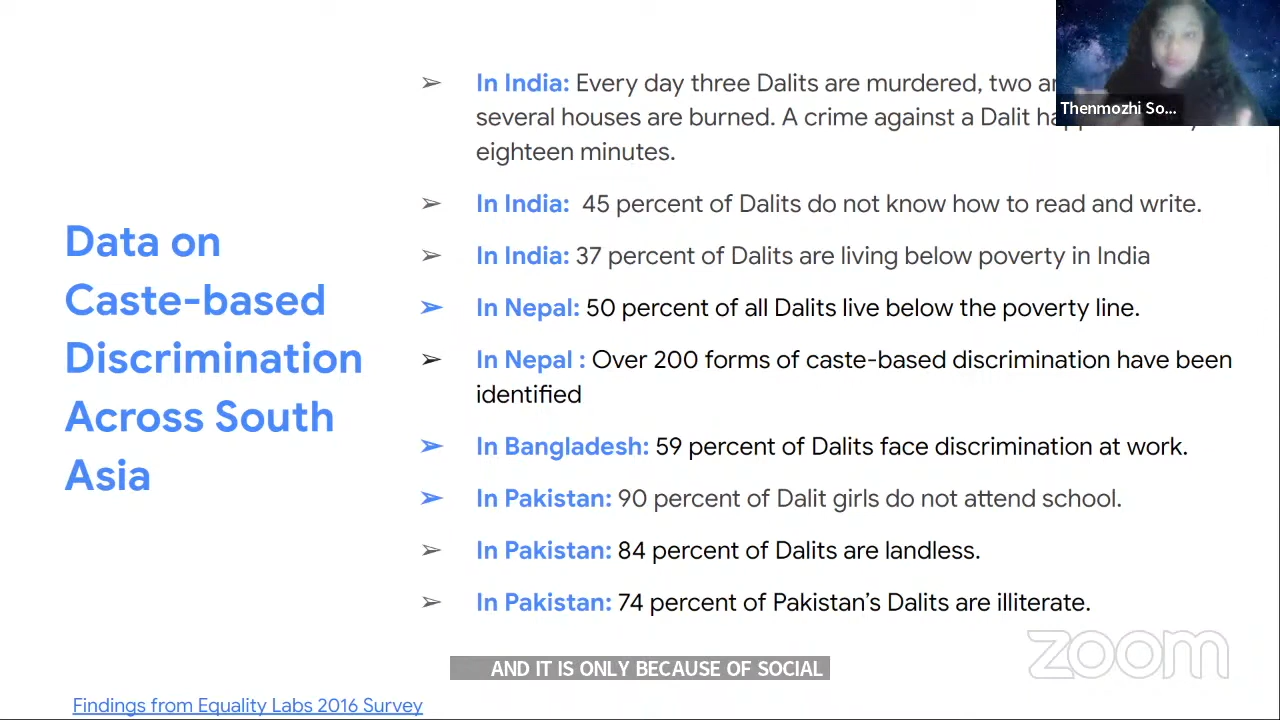 Data on
Caste-based
Discrimination
Across South
Asia
➢ In India: Every day three Dalits are murdered, two
several houses are burned. A crime against a Dalit
eighteen minutes.
➢ In India: 45 percent of Dalits do not know how to read and write.
➢ In India: 37 percent of Dalits are living below poverty in India
➢ In Nepal: 50 percent of all Dalits live below the poverty line.
➢ In Nepal : Over 200 forms of caste-based discrimination have been
identified
➢ In Bangladesh: 59 percent of Dalits face discrimination at work.
➢ In Pakistan: 90 percent of Dalit girls do not attend school.
➢ In Pakistan: 84 percent of Dalits are landless.
➢ In Pakistan: 74 percent of Pakistan’s Dalits are illiterate.
Thenmozhi So...
zoom
AND IT IS ONLY BECAUSE OF SOCIAL
Findings from Equality Labs 2016 Survey